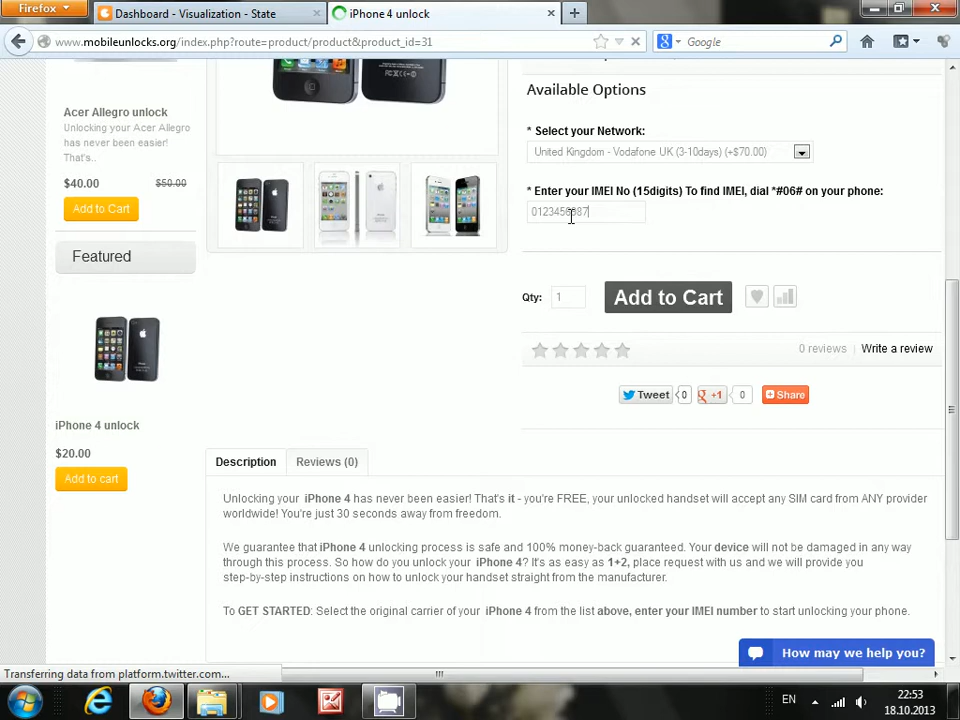 Firefox
Dashboard - Visualization - State
iPhone 4 unlock
www.mobileunlocks.org/index.php?route=product/product&product_id=31
Google
Acer Allegro unlock
Unlocking your Acer Allegro
has never been easier!
That's..
$40.00 $50.00
Add to Cart
Featured
iPhone 4 unlock
$20.00
Add to cart
Available Options
* Select your Network:
United Kingdom - Vodafone UK (3-10days) (+$70.00)
* Enter your IMEI No (15digits) To find IMEI, dial *#06# on your phone:
Qty: 1
Add to Cart
0 reviews | Write a review
Tweet 0 +1 0 Share
Description
Reviews (0)
Unlocking your iPhone 4 has never been easier! That's it - you're FREE, your unlocked handset will accept any SIM card from ANY provider
worldwide! You're just 30 seconds away from freedom.
We guarantee that iPhone 4 unlocking process is safe and 100% money-back guaranteed. Your device will not be damaged in any way
through this process. So how do you unlock your iPhone 4? It's as easy as 1+2, place request with us and we will provide you
step-by-step instructions on how to unlock your handset straight from the manufacturer.
To GET STARTED: Select the original carrier of your iPhone 4 from the list above, enter your IMEI number to start unlocking your phone.
How may we help you?
Transferring data from platform.twitter.com...
EN
22:53
18.10.2013